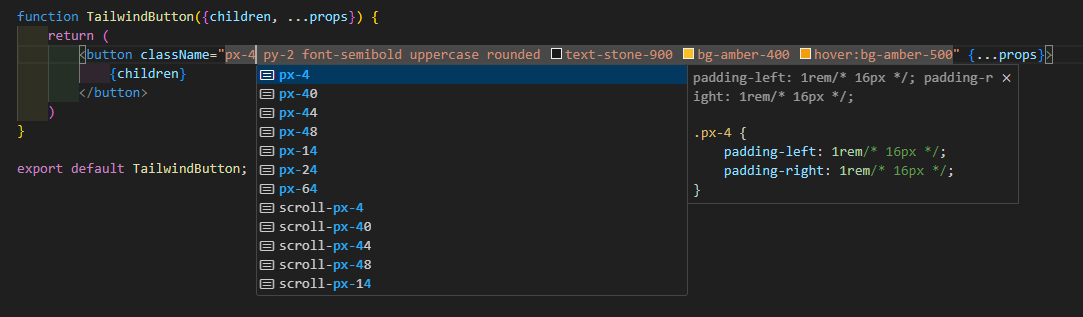 function TailwindButton({children, ...props}) {
return (
<button className="px-4 py-2 font-semibold uppercase rounded text-stone-900 bg-amber-400 hover:bg-amber-500" {...props}>
{children}
</button>
)
}
export default TailwindButton;
px-4
px-40
px-44
px-48
px-14
px-24
px-64
scroll-px-4
scroll-px-40
scroll-px-44
scroll-px-48
scroll-px-14
padding-left: 1rem/* 16px */; padding-r
ight: 1rem/* 16px */;
.px-4 {
padding-left: 1rem/* 16px */;
padding-right: 1rem/* 16px */;
}